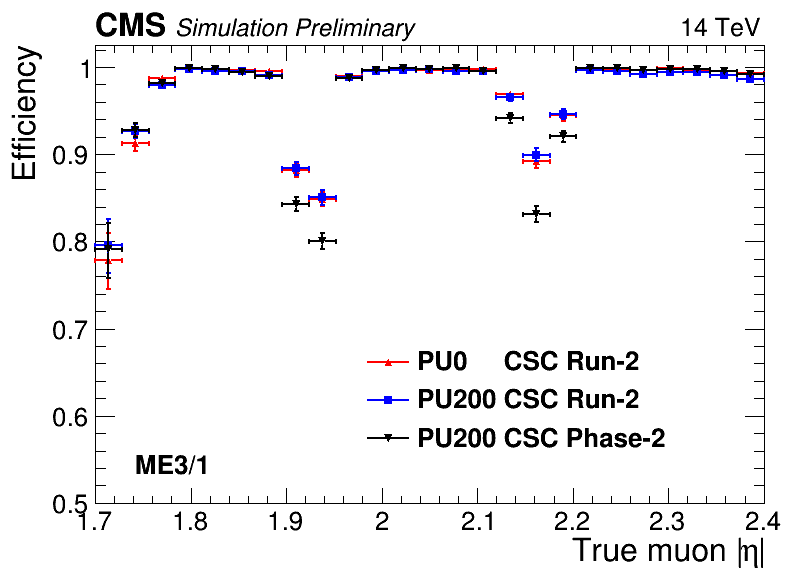 CMS Simulation Preliminary 14 TeV
Efficiency
1
0.9
0.8
0.7
0.6
0.5
PU0 CSC Run-2
PU200 CSC Run-2
PU200 CSC Phase-2
ME3/1
1.7 1.8 1.9 2 2.1 2.2 2.3 2.4
True muon |η|